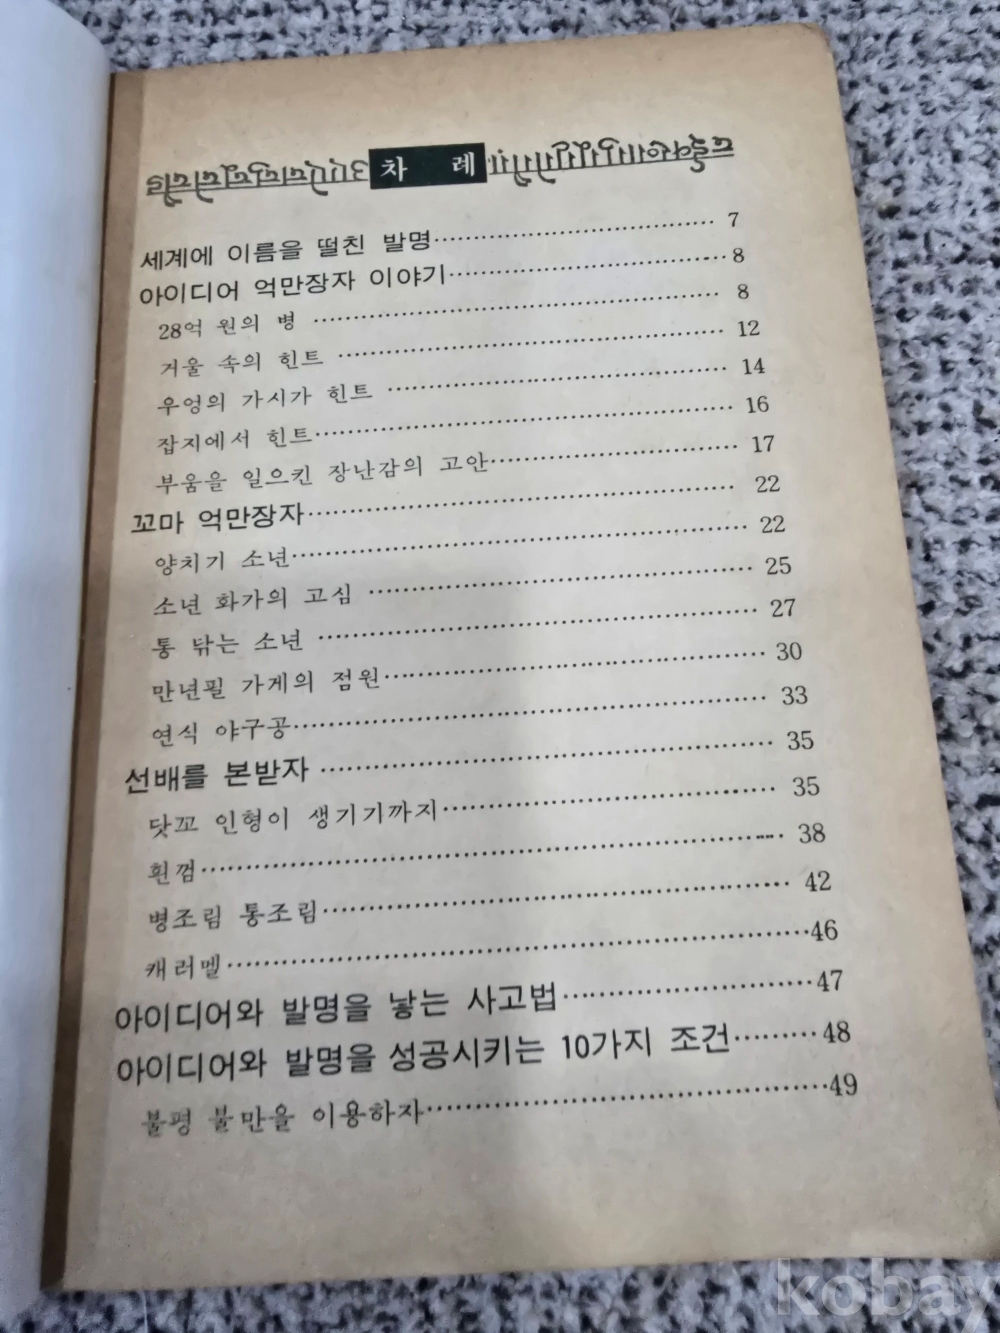 차 례
세계에 이름을 떨친 발명 7
아이디어 억만장자 이야기 8
28억 원의 병 8
거울 속의 힌트 12
우엉의 가시가 힌트 14
잡지에서 힌트 16
부움을 일으킨 장난감의 고안 17
꼬마 억만장자 22
양치기 소년 22
소년 화가의 고심 25
통 닦는 소년 27
만년필 가게의 점원 30
연식 야구공 33
선배를 본받자 35
닷꼬 인형이 생기기까지 35
흰껌 38
병조림 통조림 42
캐러멜 46
아이디어와 발명을 낳는 사고법 47
아이디어와 발명을 성공시키는 10가지 조건 48
불평 불만을 이용하자 49
kobay